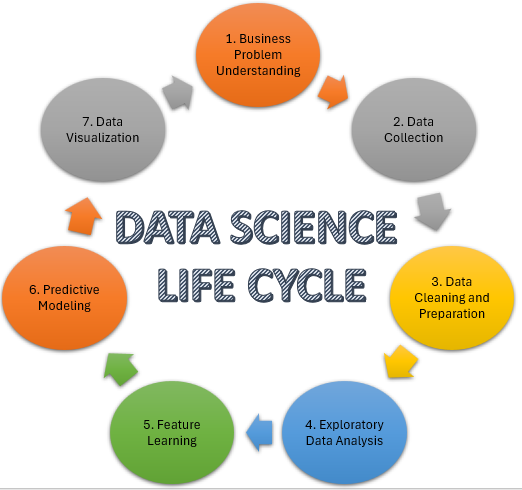 1. Business
Problem
Understanding
2. Data
Collection
3. Data
Cleaning and
Preparation
4. Exploratory
Data Analysis
5. Feature
Learning
6. Predictive
Modeling
7. Data
Visualization
DATA SCIENCE
LIFE CYCLE